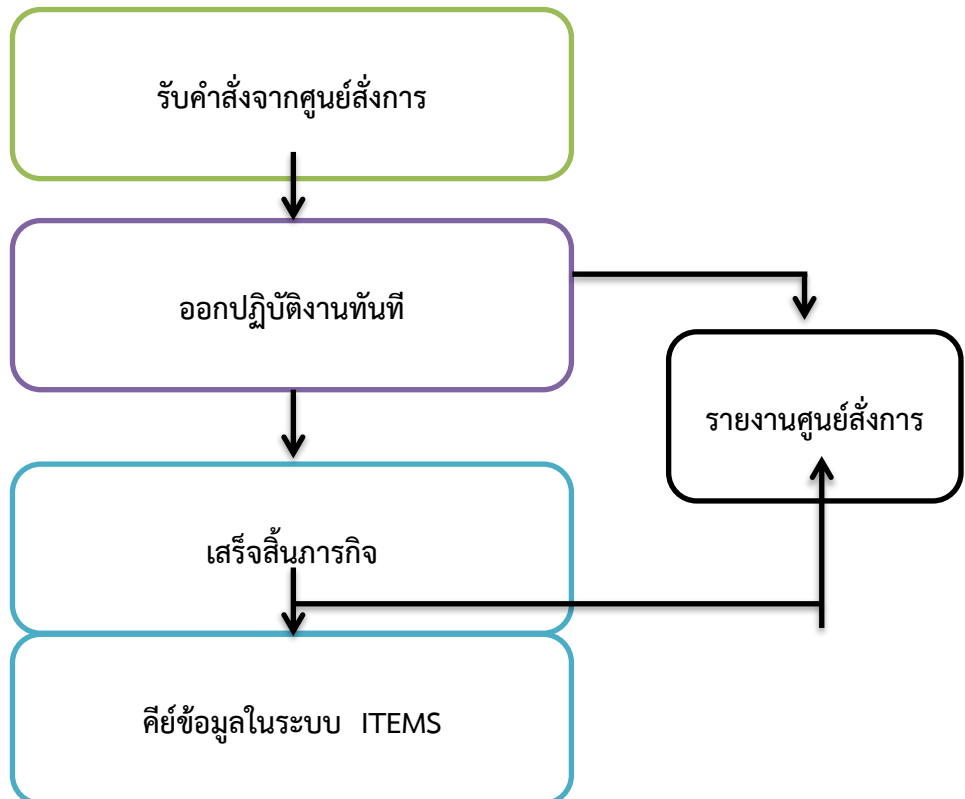 รับคำสั่งจากศูนย์สั่งการ
ออกปฏิบัติงานทันที
รายงานศูนย์สั่งการ
เสร็จสิ้นภารกิจ
คีย์ข้อมูลในระบบ ITEMS